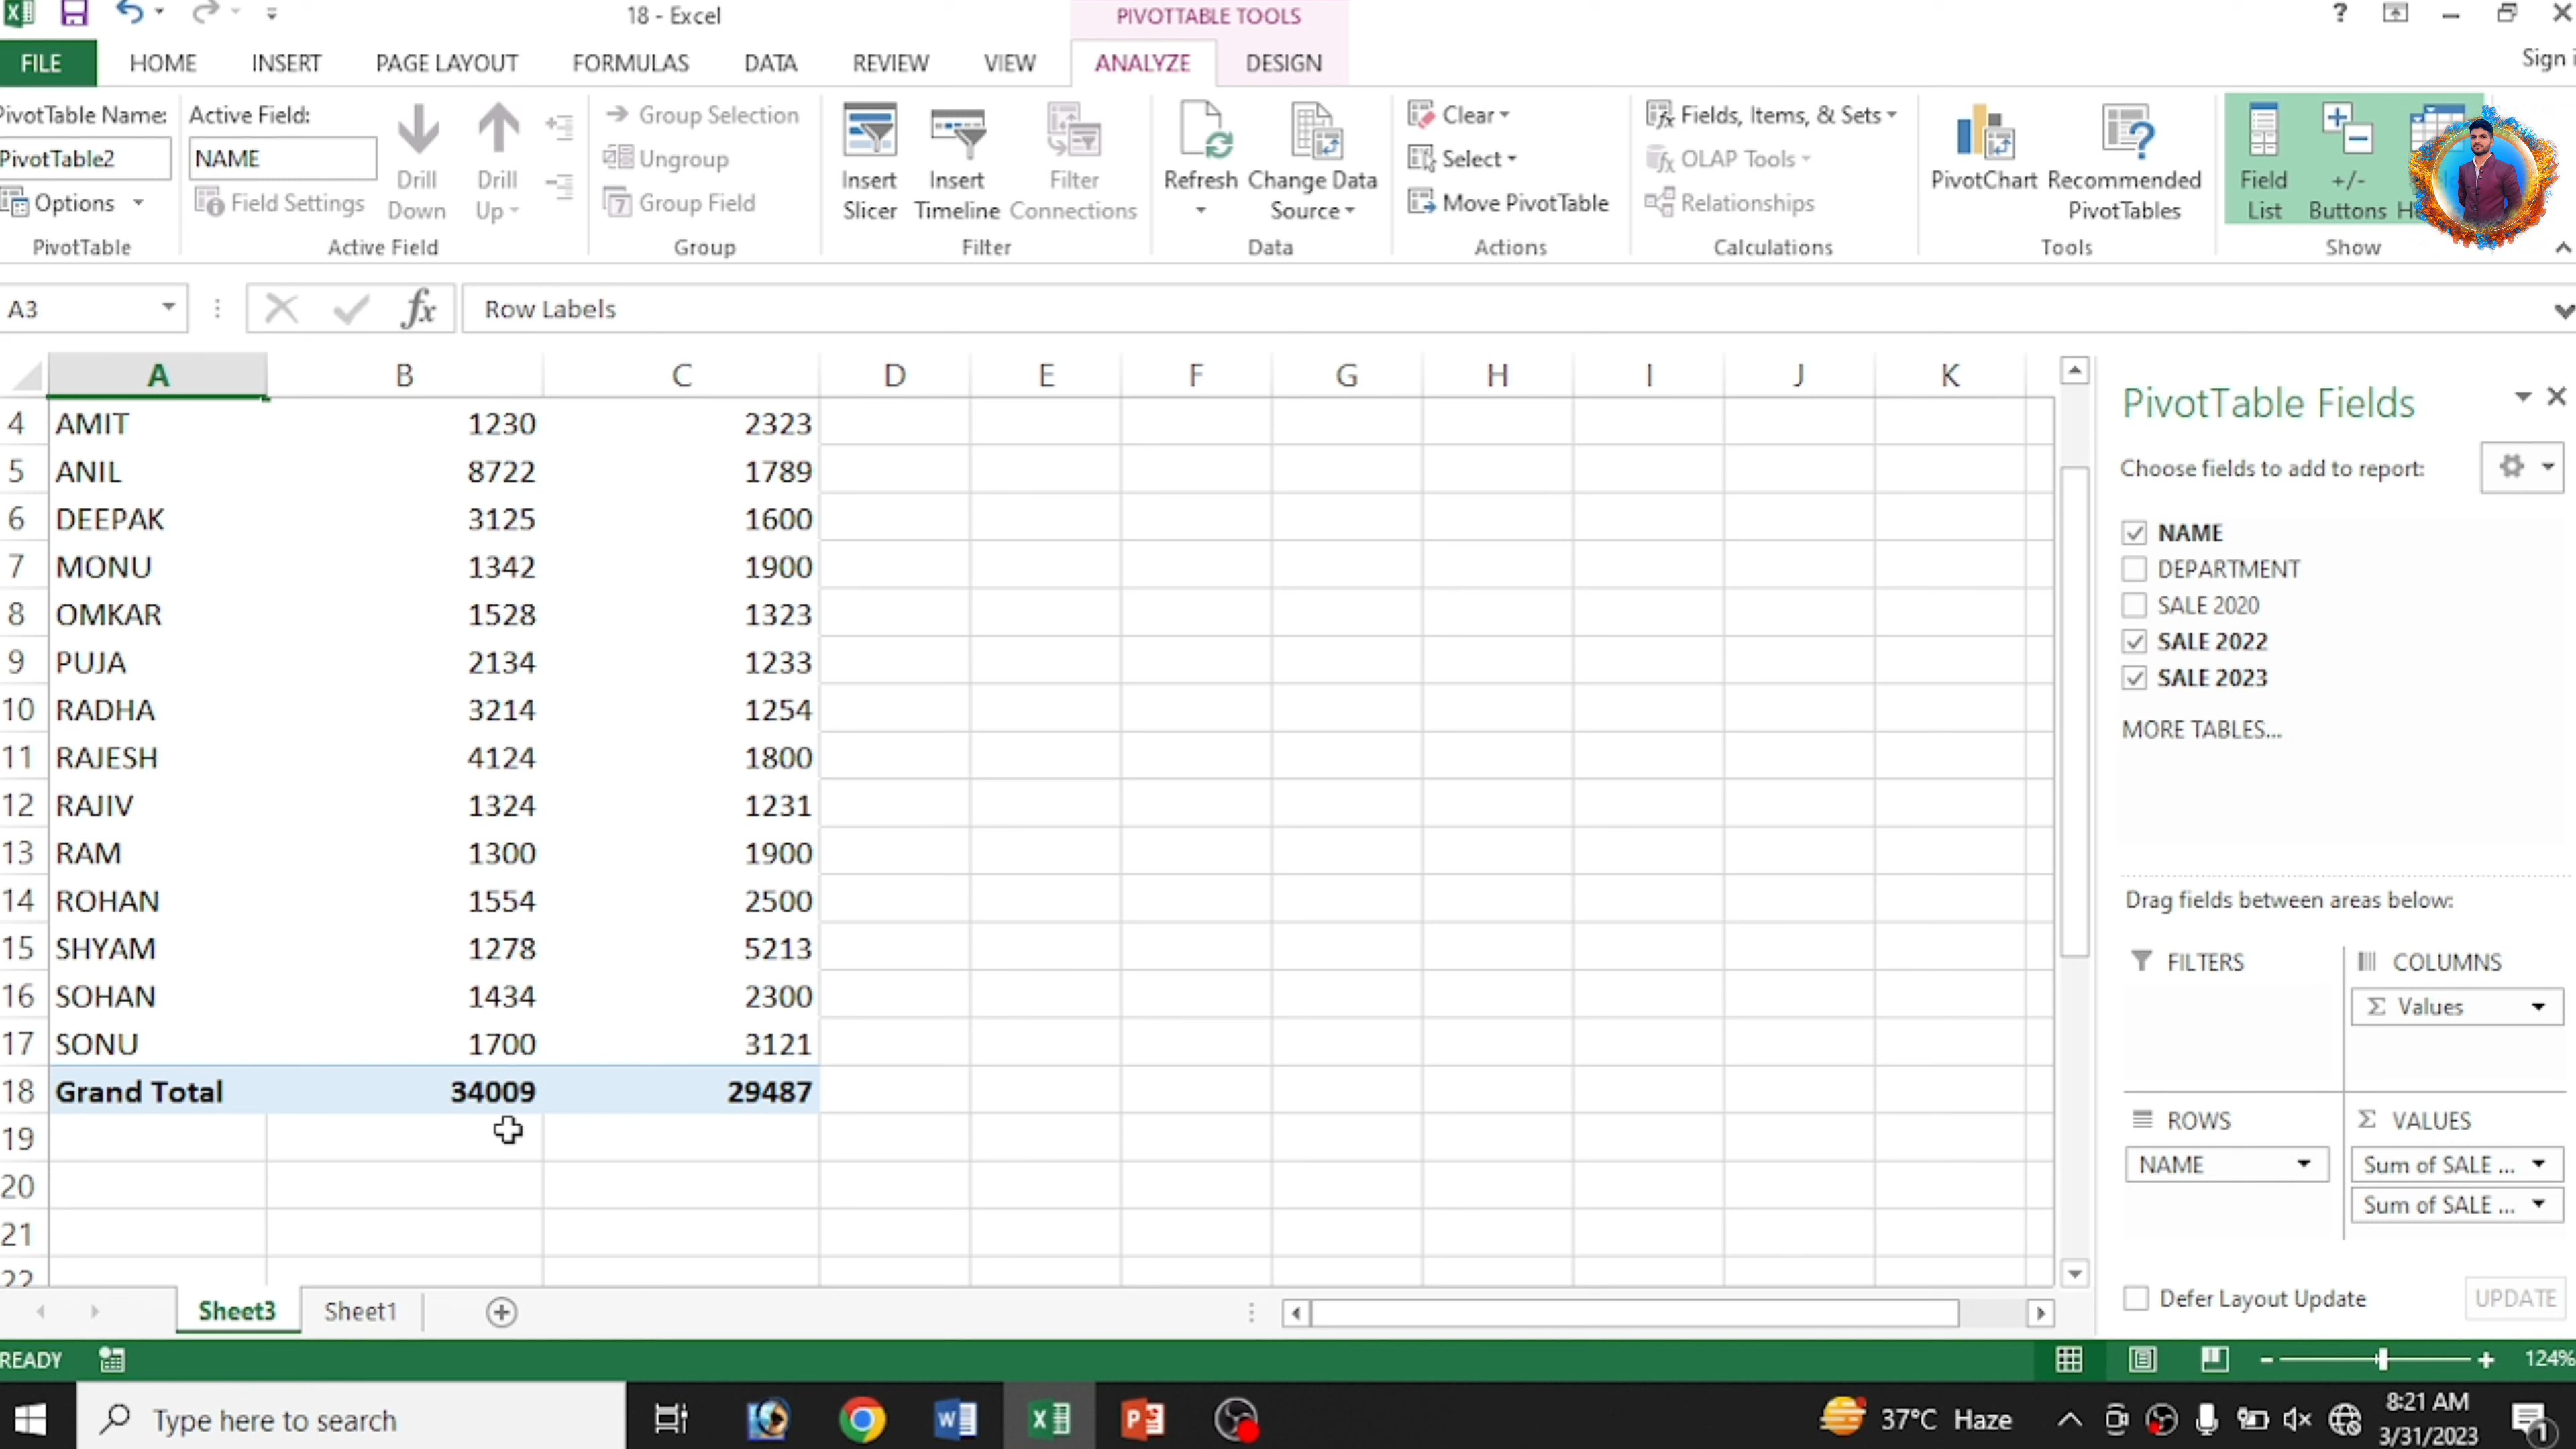 18 - Excel
PIVOTTABLE TOOLS
Sign i
FILE HOME INSERT PAGE LAYOUT FORMULAS DATA REVIEW VIEW ANALYZE DESIGN
PivotTable Name:
PivotTable2
Options
PivotTable
Active Field:
NAME
Field Settings
Drill Down
Drill Up
Active Field
Group Selection
Ungroup
Group Field
Group
Insert Slicer
Insert Timeline
Filter Connections
Filter
Refresh
Change Data Source
Data
Clear
Select
Move PivotTable
Actions
Fields, Items, & Sets
OLAP Tools
Relationships
Calculations
PivotChart
Recommended PivotTables
Tools
Field List
+/- Buttons
Show
A3 fx Row Labels
A B C D E F G H I J K
4 AMIT 1230 2323
5 ANIL 8722 1789
6 DEEPAK 3125 1600
7 MONU 1342 1900
8 OMKAR 1528 1323
9 PUJA 2134 1233
10 RADHA 3214 1254
11 RAJESH 4124 1800
12 RAJIV 1324 1231
13 RAM 1300 1900
14 ROHAN 1554 2500
15 SHYAM 1278 5213
16 SOHAN 1434 2300
17 SONU 1700 3121
18 Grand Total 34009 29487
19
20
21
22
PivotTable Fields
Choose fields to add to report:
NAME
DEPARTMENT
SALE 2020
SALE 2022
SALE 2023
MORE TABLES...
Drag fields between areas below:
FILTERS
COLUMNS
Σ Values
ROWS
NAME
Σ VALUES
Sum of SALE ...
Sum of SALE ...
Defer Layout Update UPDATE
Sheet3 Sheet1
READY 124%
Type here to search
37°C Haze
8:21 AM
3/31/2023
1